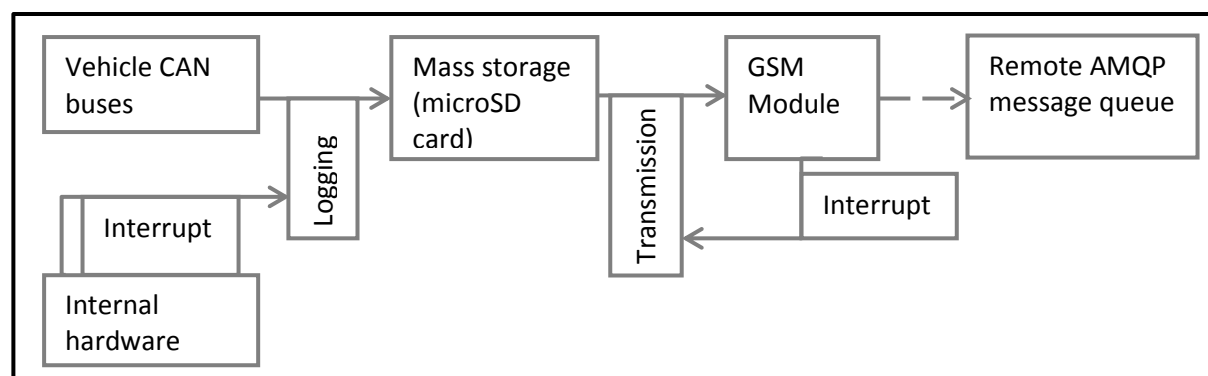 Vehicle CAN
buses
Logging
Mass storage
(microSD
card)
Transmission
GSM
Module
Remote AMQP
message queue
Interrupt
Interrupt
Internal
hardware